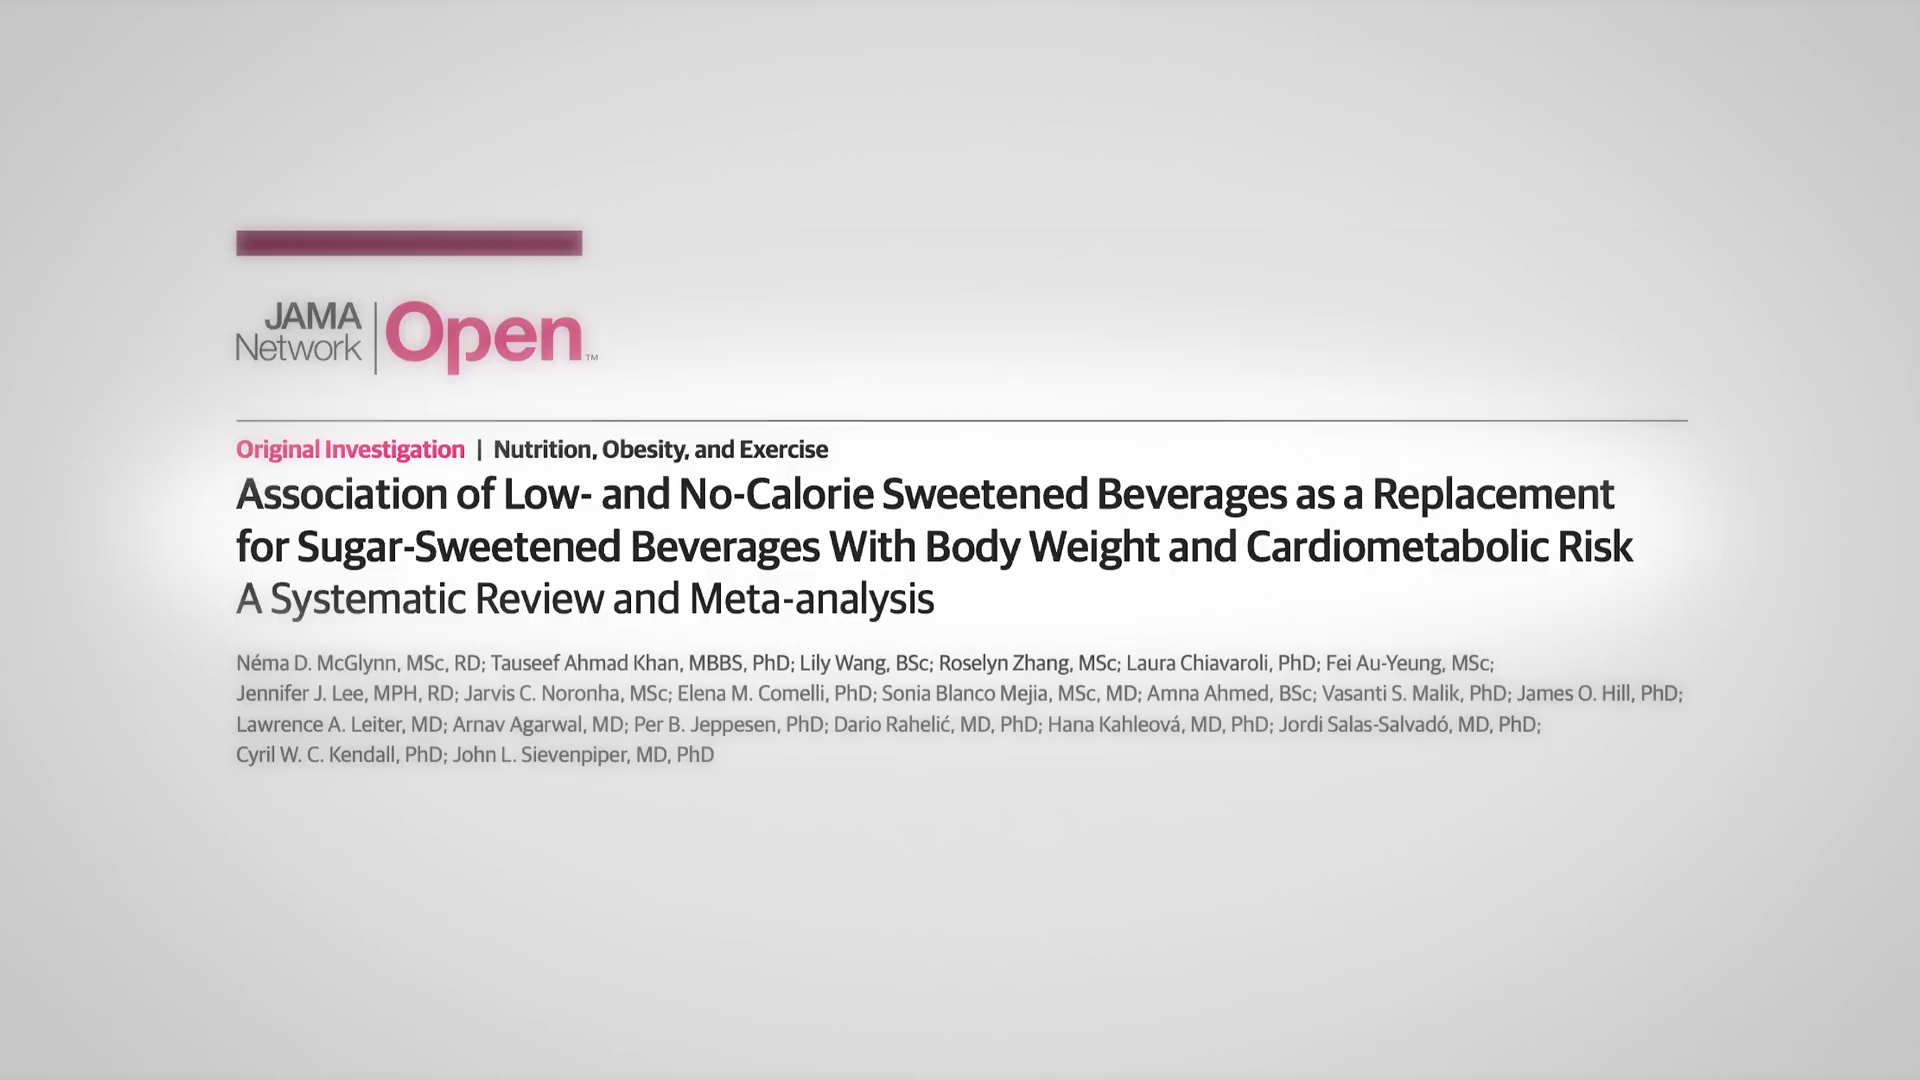 JAMA
Network
Open™
Original Investigation | Nutrition, Obesity, and Exercise
Association of Low- and No-Calorie Sweetened Beverages as a Replacement
for Sugar-Sweetened Beverages With Body Weight and Cardiometabolic Risk
A Systematic Review and Meta-analysis
Néma D. McGlynn, MSc, RD; Tauseef Ahmad Khan, MBBS, PhD; Lily Wang, BSc; Roselyn Zhang, MSc; Laura Chiavaroli, PhD; Fei Au-Yeung, MSc;
Jennifer J. Lee, MPH, RD; Jarvis C. Noronha, MSc; Elena M. Comelli, PhD; Sonia Blanco Mejia, MSc, MD; Amna Ahmed, BSc; Vasanti S. Malik, PhD; James O. Hill, PhD;
Lawrence A. Leiter, MD; Arnav Agarwal, MD; Per B. Jeppesen, PhD; Dario Rahelić, MD, PhD; Hana Kahleová, MD, PhD; Jordi Salas-Salvadó, MD, PhD;
Cyril W. C. Kendall, PhD; John L. Sievenpiper, MD, PhD